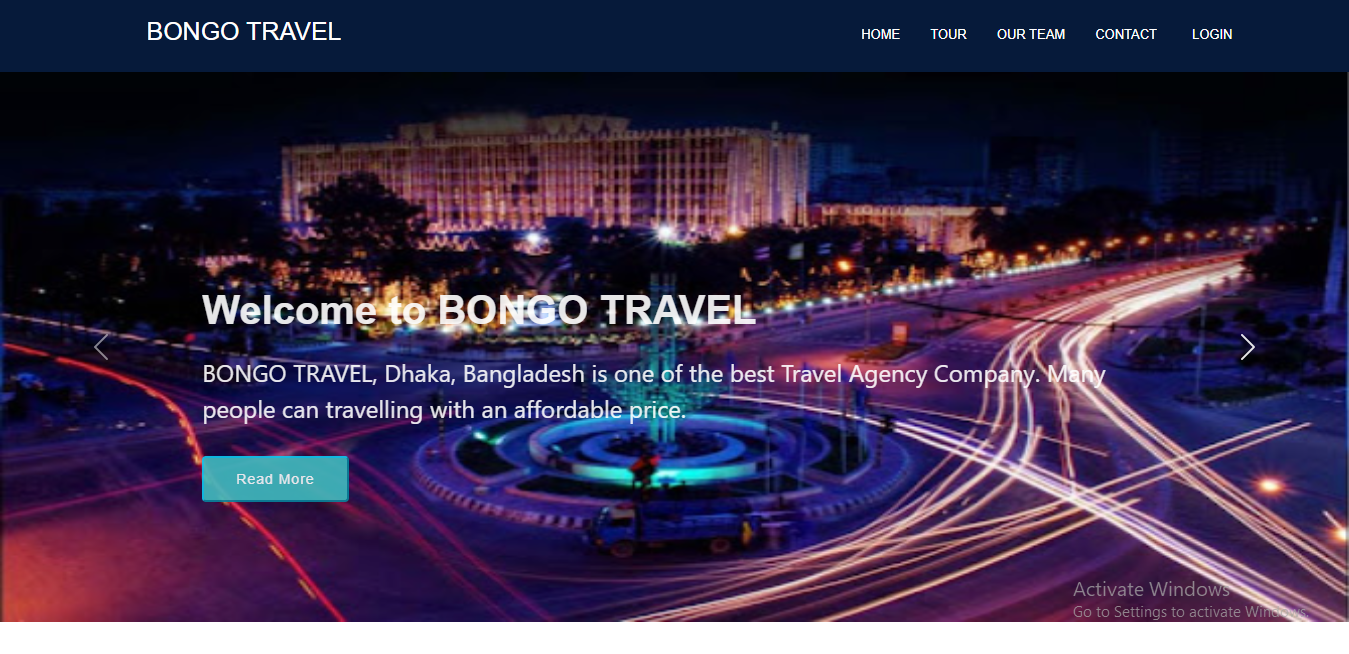 BONGO TRAVEL
HOME TOUR OUR TEAM CONTACT LOGIN
Welcome to BONGO TRAVEL
BONGO TRAVEL, Dhaka, Bangladesh is one of the best Travel Agency Company. Many
people can travelling with an affordable price.
Read More
Activate Windows
Go to Settings to activate Windows.